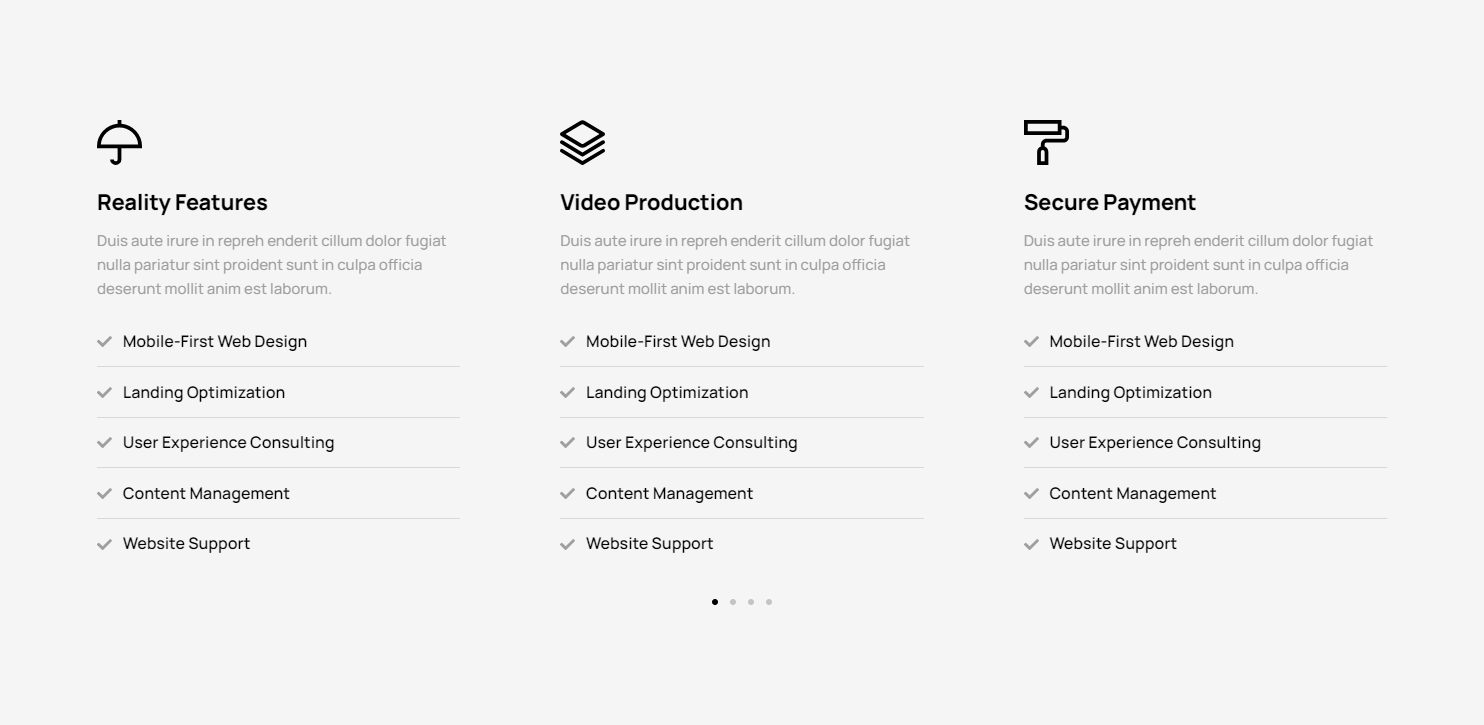 Reality Features
Duis aute irure in repreh enderit cillum dolor fugiat
nulla pariatur sint proident sunt in culpa officia
deserunt mollit anim est laborum.
Mobile-First Web Design
Landing Optimization
User Experience Consulting
Content Management
Website Support
Video Production
Duis aute irure in repreh enderit cillum dolor fugiat
nulla pariatur sint proident sunt in culpa officia
deserunt mollit anim est laborum.
Mobile-First Web Design
Landing Optimization
User Experience Consulting
Content Management
Website Support
Secure Payment
Duis aute irure in repreh enderit cillum dolor fugiat
nulla pariatur sint proident sunt in culpa officia
deserunt mollit anim est laborum.
Mobile-First Web Design
Landing Optimization
User Experience Consulting
Content Management
Website Support